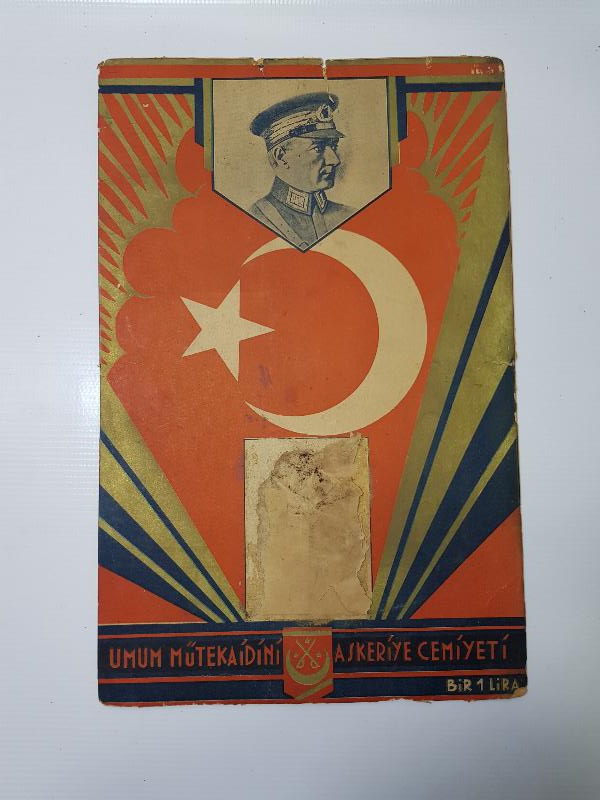 UMUM MÜTEKAİDİNİ ASKERİYE CEMİYETİ
BİR 1 LİRA